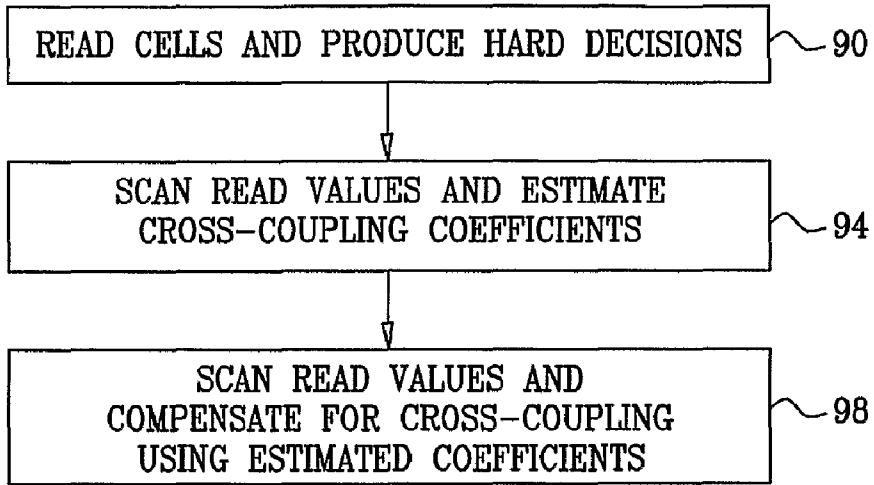 READ CELLS AND PRODUCE HARD DECISIONS 90
SCAN READ VALUES AND ESTIMATE
CROSS-COUPLING COEFFICIENTS 94
SCAN READ VALUES AND
COMPENSATE FOR CROSS-COUPLING 98
USING ESTIMATED COEFFICIENTS